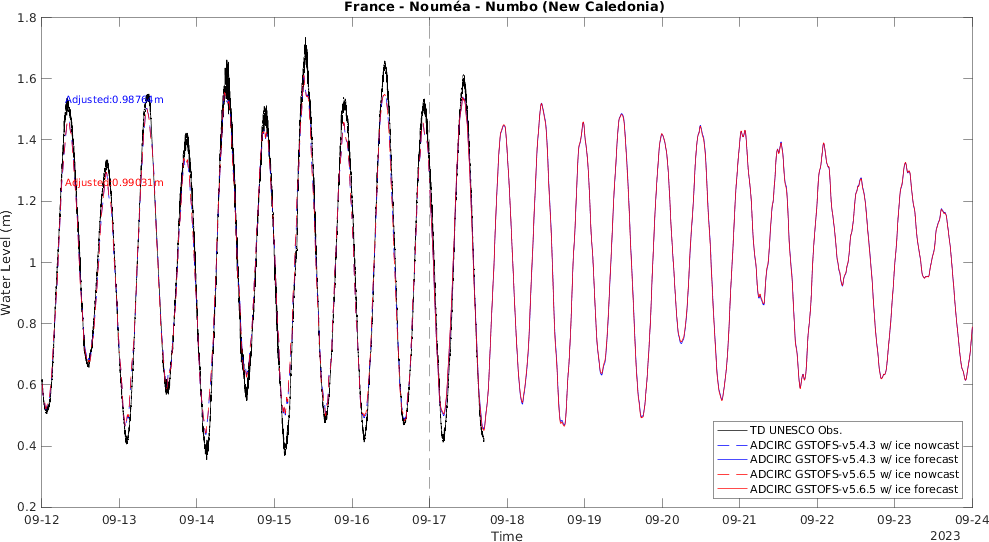 France - Nouméa - Numbo (New Caledonia)
1.8
1.6
1.4
1.2
1
0.8
0.6
0.4
0.2
Water Level (m)
Adjusted:0.98764m
Adjusted:0.99031m
TD UNESCO Obs.
ADCIRC GSTOFS-v5.4.3 w/ ice nowcast
ADCIRC GSTOFS-v5.4.3 w/ ice forecast
ADCIRC GSTOFS-v5.6.5 w/ ice nowcast
ADCIRC GSTOFS-v5.6.5 w/ ice forecast
09-12 09-13 09-14 09-15 09-16 09-17 09-18 09-19 09-20 09-21 09-22 09-23 09-24
Time
2023